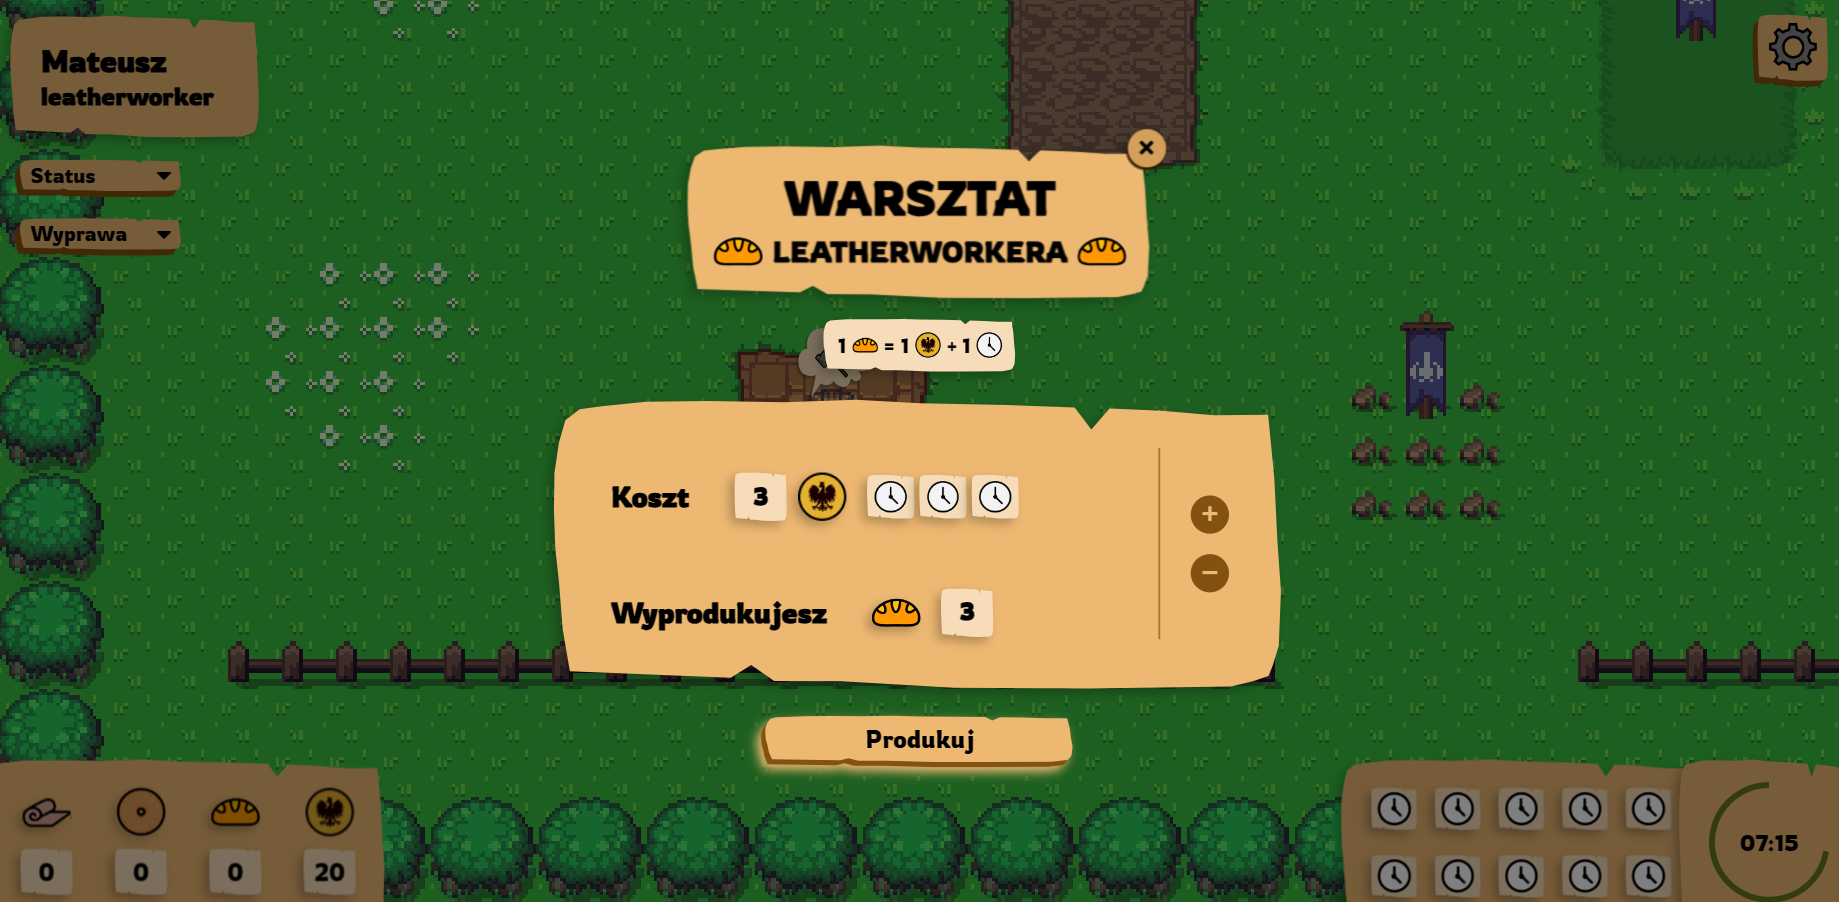 Mateusz
leatherworker
Status
Wyprawa
WARSZTAT
LEATHERWORKERA
1 = 1 + 1
Koszt 3
Wyprodukujesz 3
Produkuj
0 0 0 20
07:15